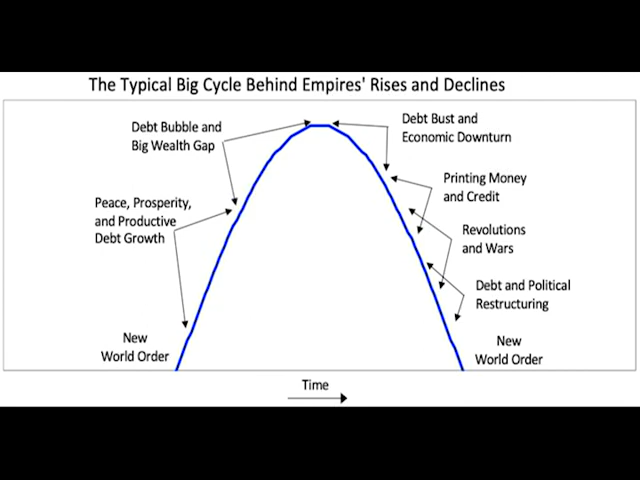 The Typical Big Cycle Behind Empires' Rises and Declines
Debt Bubble and
Big Wealth Gap
Debt Bust and
Economic Downturn
Peace, Prosperity,
and Productive
Debt Growth
Printing Money
and Credit
Revolutions
and Wars
Debt and Political
Restructuring
New
World Order
New
World Order
Time